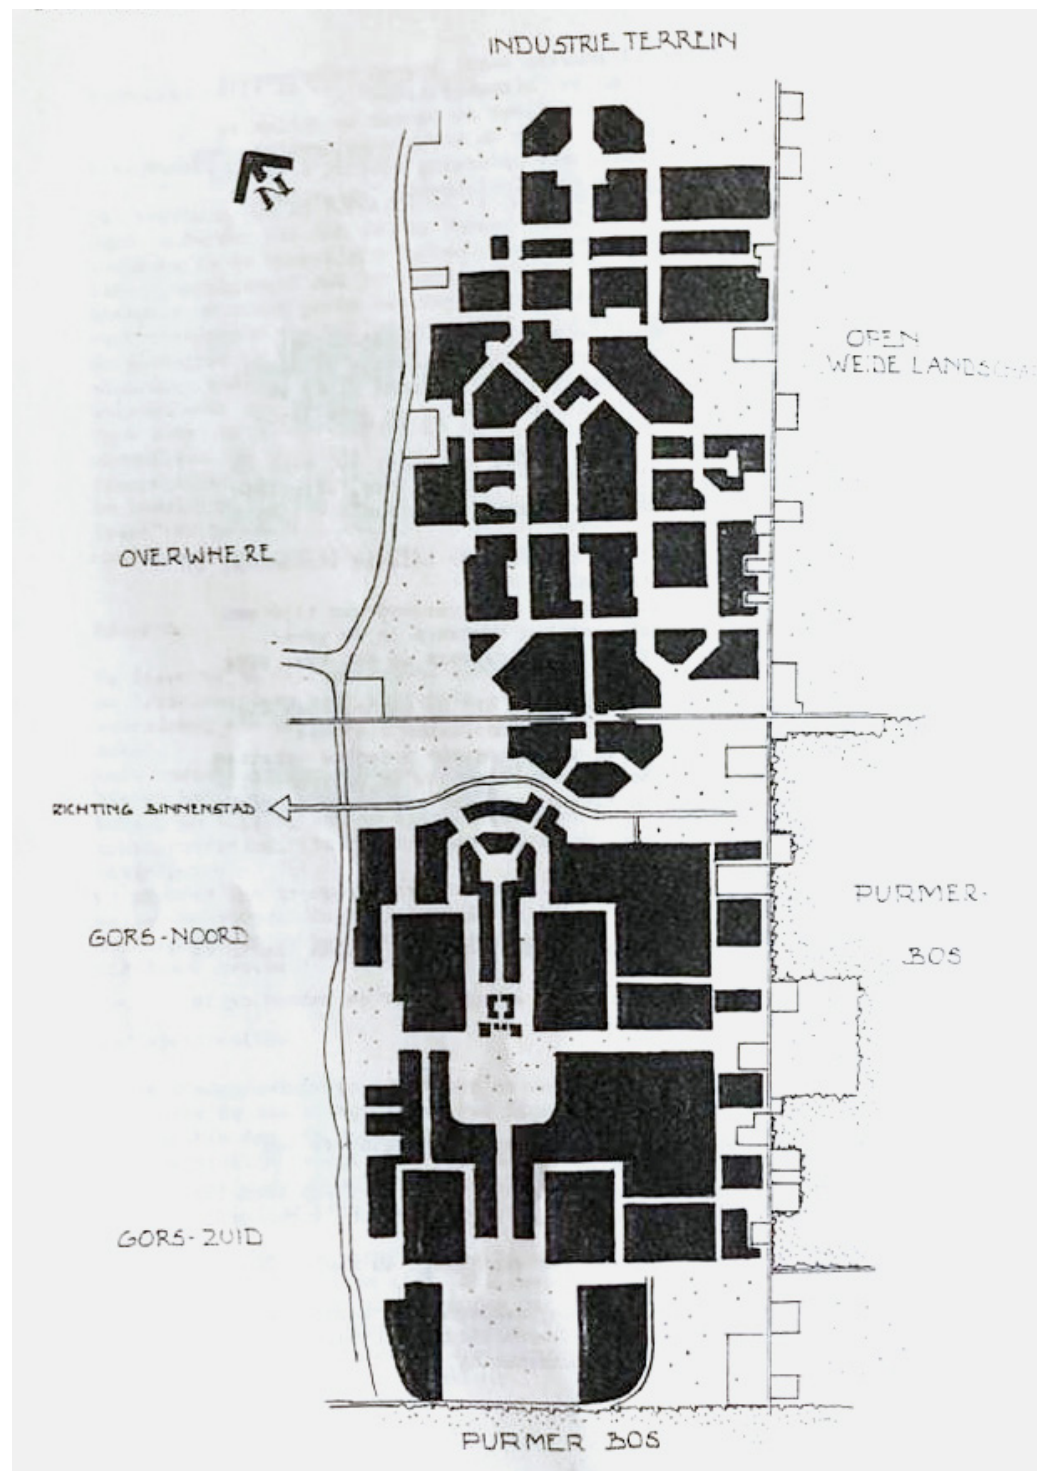 INDUSTRIE TERREIN
N
OPEN
WEIDE LANDSCHA
OVERWHERE
RICHTING BINNENSTAD
PURMER-
BOS
GORS-NOORD
GORS-ZUID
PURMER BOS